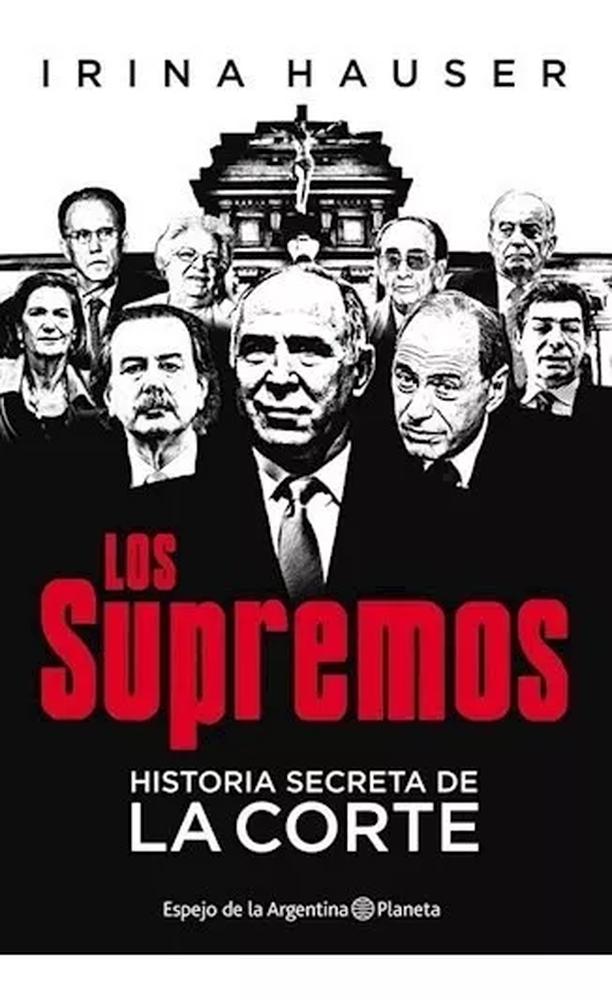 IRINA HAUSER
LOS
Supremos
HISTORIA SECRETA DE
LA CORTE
Espejo de la Argentina Planeta